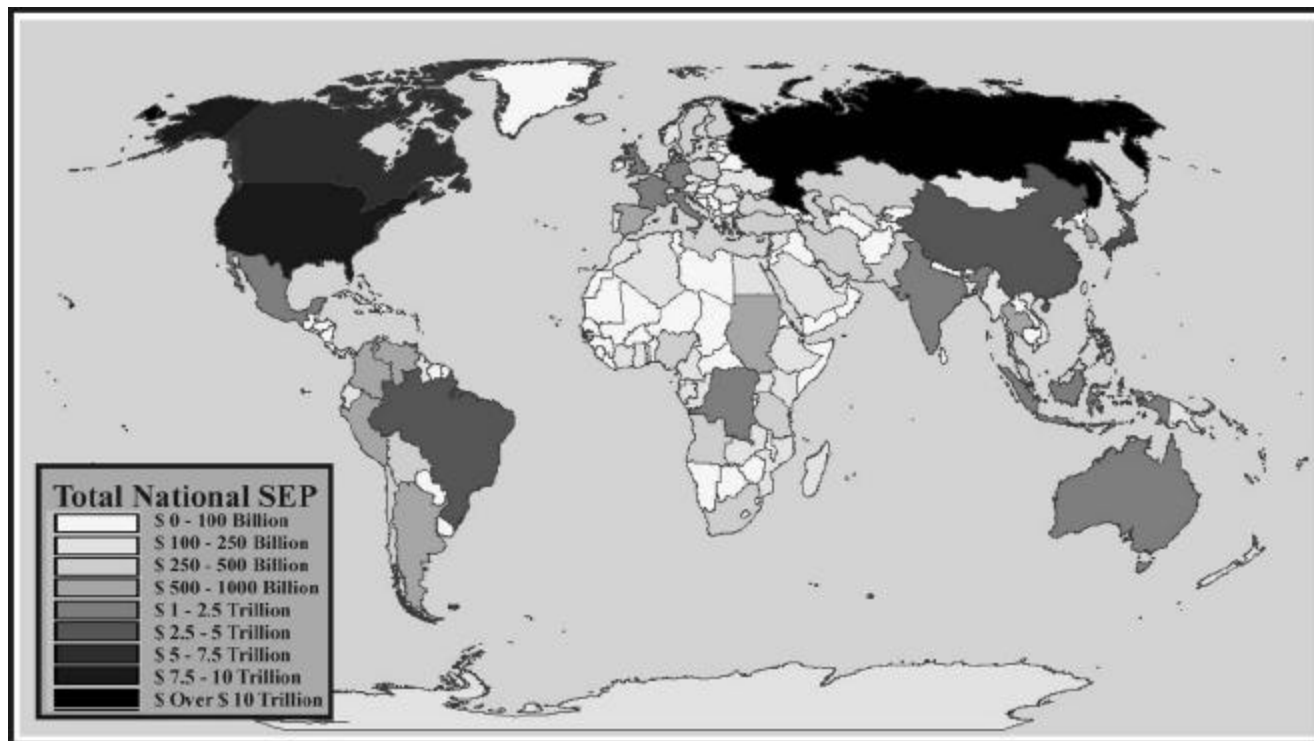 Total National SEP
$ 0 - 100 Billion
$ 100 - 250 Billion
$ 250 - 500 Billion
$ 500 - 1000 Billion
$ 1 - 2.5 Trillion
$ 2.5 - 5 Trillion
$ 5 - 7.5 Trillion
$ 7.5 - 10 Trillion
$ Over $ 10 Trillion